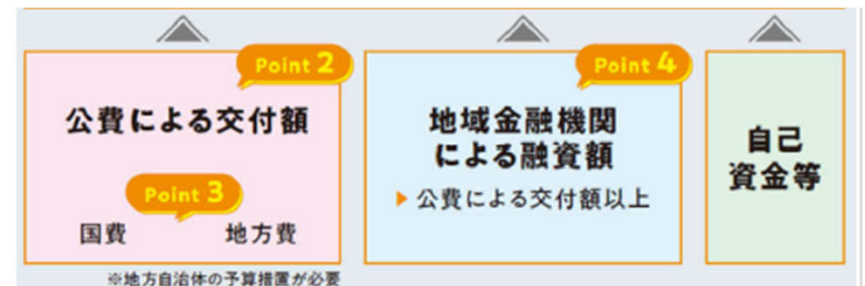 Point 2
公費による交付額
Point 3
国費 地方費
※地方自治体の予算措置が必要
Point 4
地域金融機関
による融資額
▶公費による交付額以上
自己
資金等